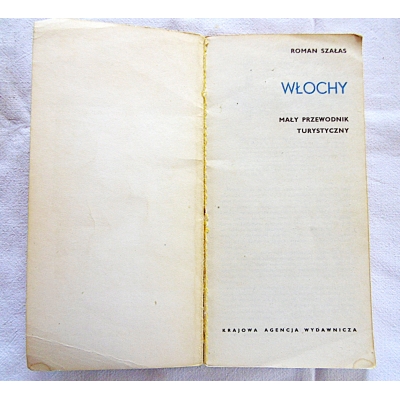 ROMAN SZAŁAS
WŁOCHY
MAŁY PRZEWODNIK
TURYSTYCZNY
KRAJOWA AGENCJA WYDAWNICZA